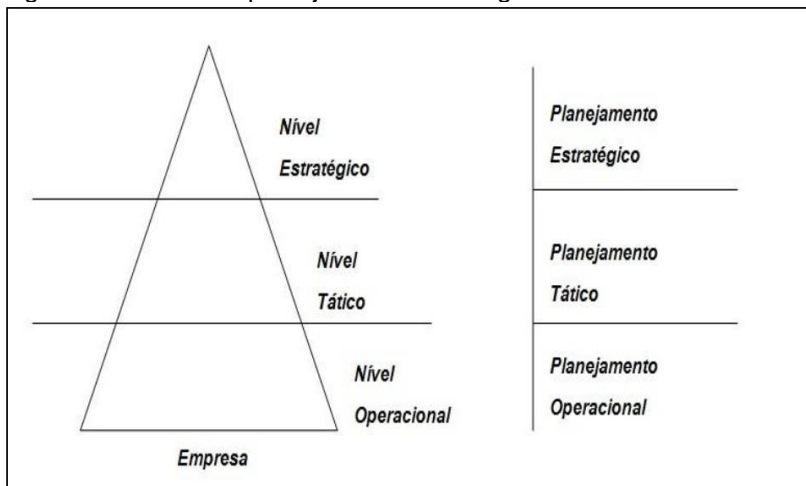 Nível
Estratégico
Planejamento
Estratégico
Nível
Tático
Planejamento
Tático
Nível
Operacional
Planejamento
Operacional
Empresa